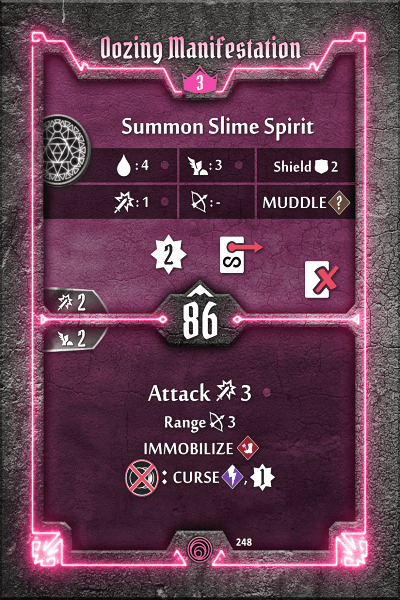 Oozing Manifestation
3
Summon Slime Spirit
: 4
: 3
Shield 2
: 1
: -
MUDDLE ?
2
2
86
2
Attack 3
Range 3
IMMOBILIZE
: CURSE , 1
248